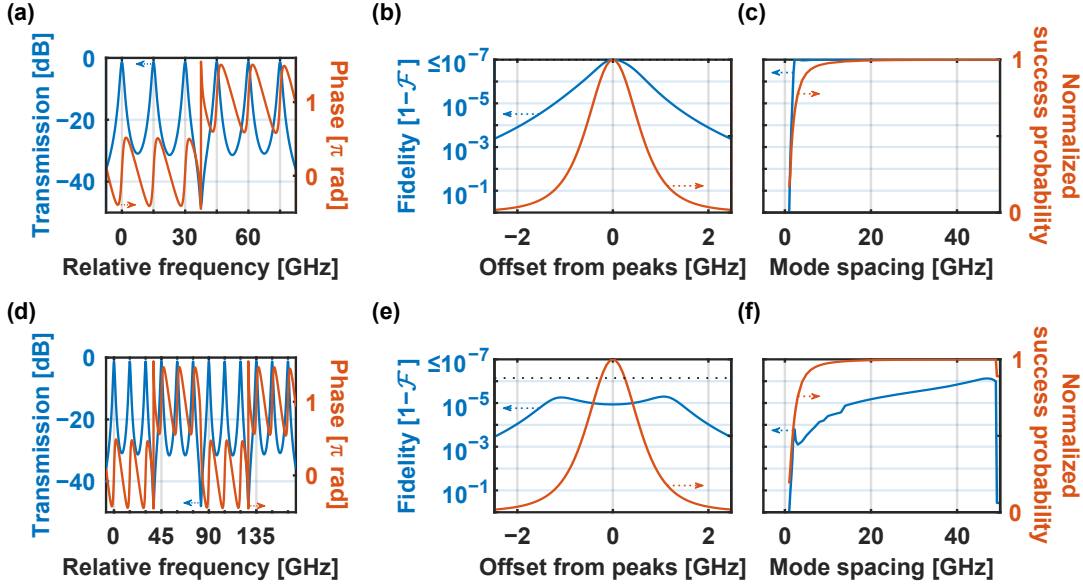 (a)
Transmission [dB]
0
−20
−40
0
30
60
Relative frequency [GHz]
1
0
Phase [π rad]
(b)
Fidelity [1−ℱ]
≤10⁻⁷
10⁻⁵
10⁻³
10⁻¹
−2
0
2
Offset from peaks [GHz]
(c)
0
20
40
Mode spacing [GHz]
1
0
Normalized
success probability
(d)
Transmission [dB]
0
−20
−40
0
45
90
135
Relative frequency [GHz]
1
0
Phase [π rad]
(e)
Fidelity [1−ℱ]
≤10⁻⁷
10⁻⁵
10⁻³
10⁻¹
−2
0
2
Offset from peaks [GHz]
(f)
0
20
40
Mode spacing [GHz]
1
0
Normalized
success probability